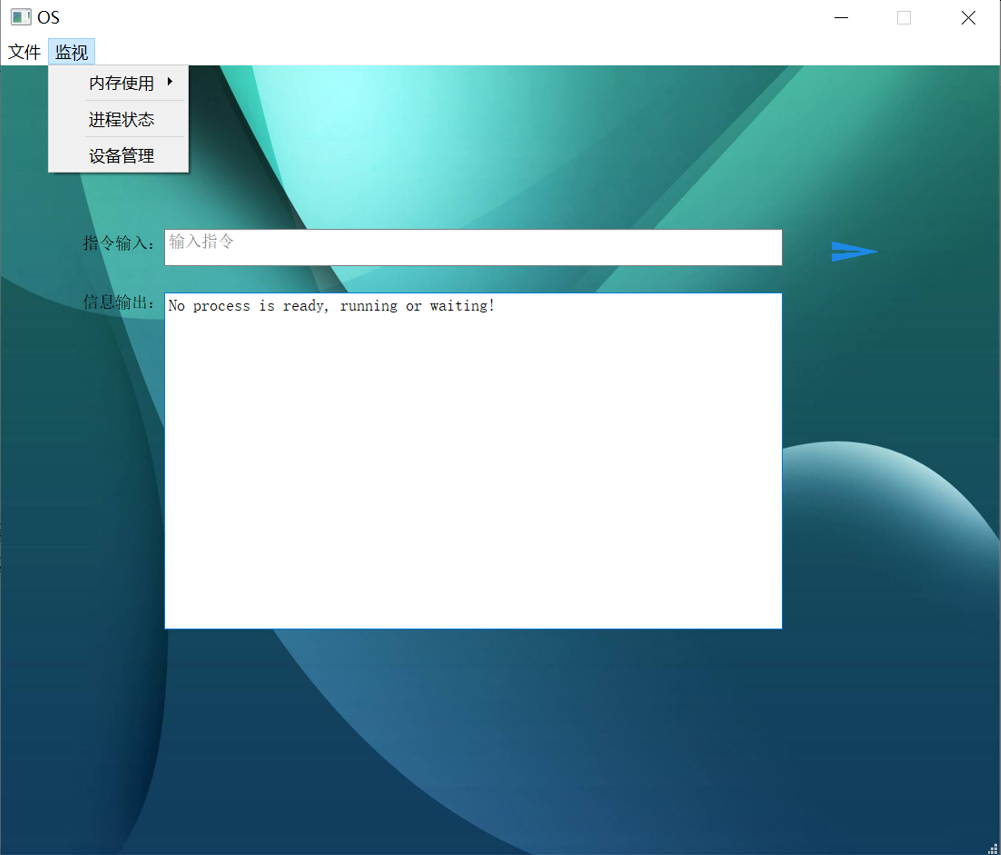 OS
文件 监视
内存使用
进程状态
设备管理
指令输入： 输入指令
信息输出： No process is ready, running or waiting!